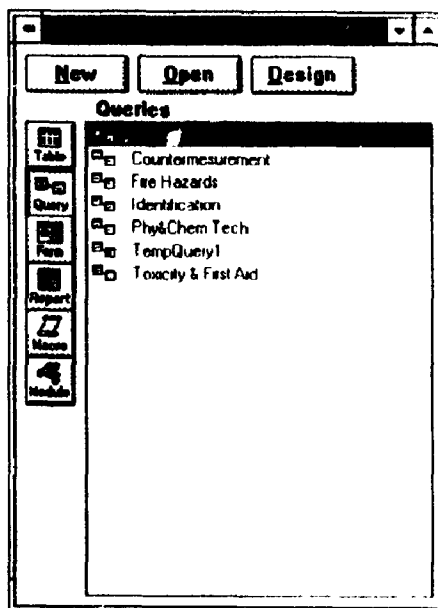 New Open Design
Queries
Table
Query
Form
Report
Macro
Module
Countermesurement
Fire Hazards
Identification
Phy&Chem Tech
TempQuery1
Toxicity & First Aid